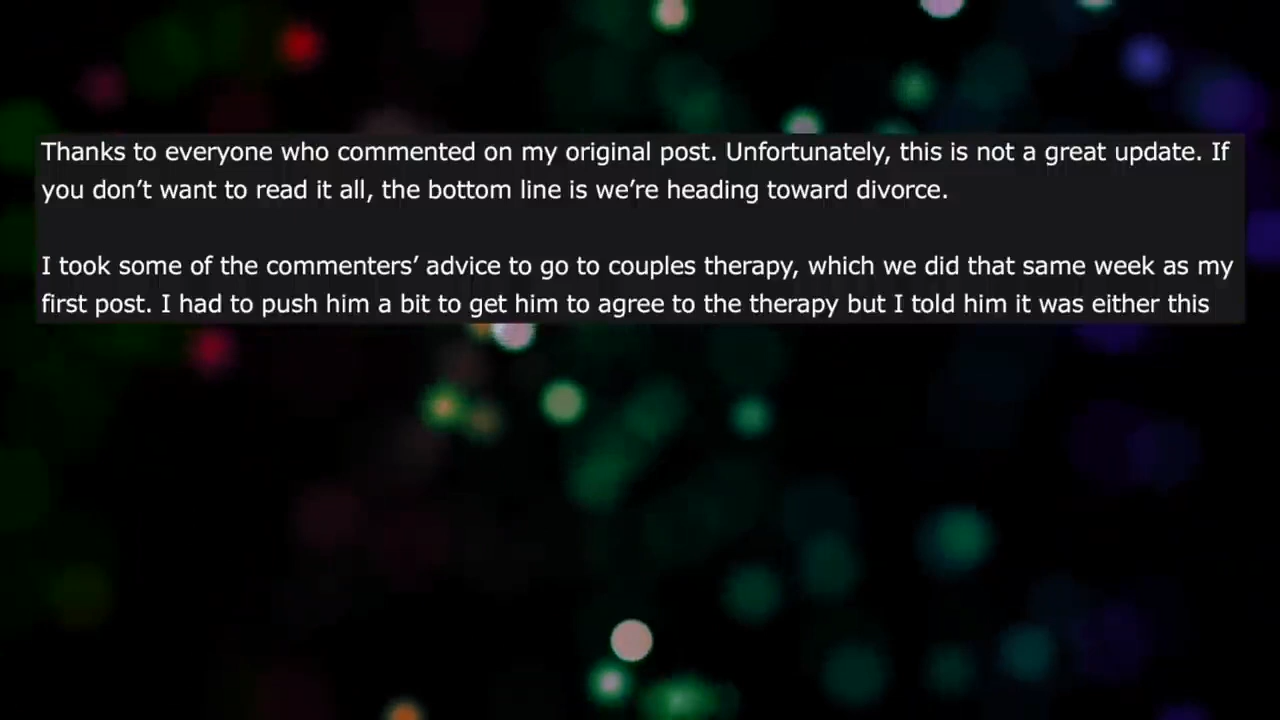 Thanks to everyone who commented on my original post. Unfortunately, this is not a great update. If
you don’t want to read it all, the bottom line is we’re heading toward divorce.
I took some of the commenters’ advice to go to couples therapy, which we did that same week as my
first post. I had to push him a bit to get him to agree to the therapy but I told him it was either this